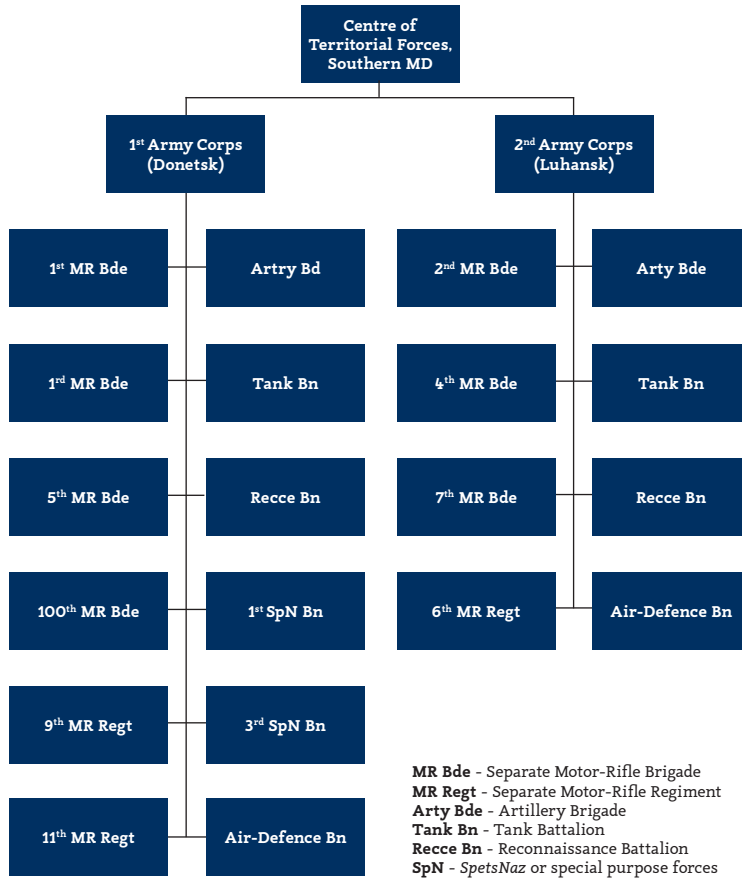 Centre of
Territorial Forces,
Southern MD
1st Army Corps
(Donetsk)
2nd Army Corps
(Luhansk)
1st MR Bde
Artry Bd
2nd MR Bde
Arty Bde
1rd MR Bde
Tank Bn
4th MR Bde
Tank Bn
5th MR Bde
Recce Bn
7th MR Bde
Recce Bn
100th MR Bde
1st SpN Bn
6th MR Regt
Air-Defence Bn
9th MR Regt
3rd SpN Bn
11th MR Regt
Air-Defence Bn
MR Bde - Separate Motor-Rifle Brigade
MR Regt - Separate Motor-Rifle Regiment
Arty Bde - Artillery Brigade
Tank Bn - Tank Battalion
Recce Bn - Reconnaissance Battalion
SpN - SpetsNaz or special purpose forces